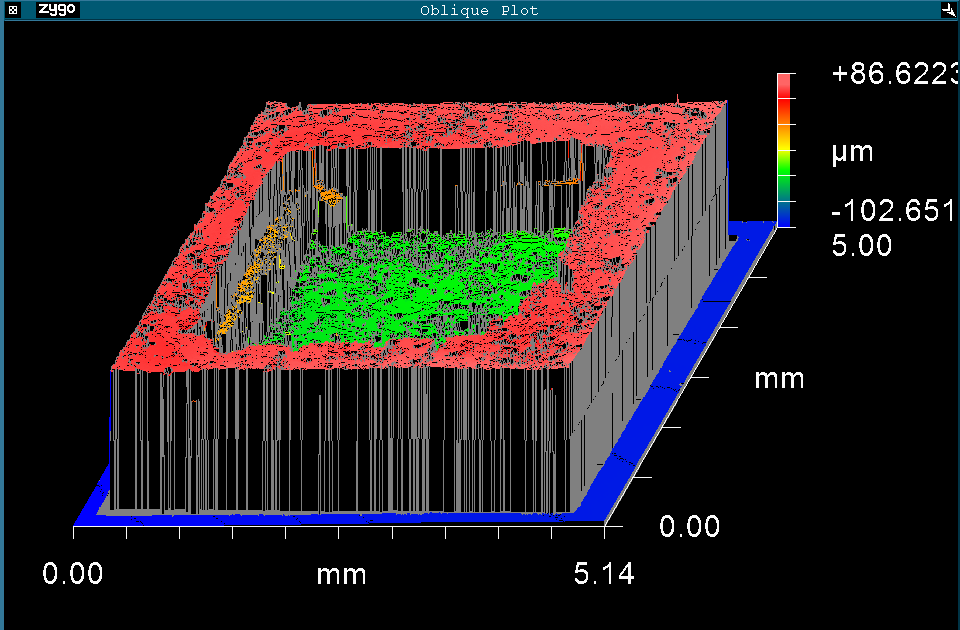 zygo
Oblique Plot
+86.6223
µm
-102.651
5.00
mm
0.00
0.00
mm
5.14